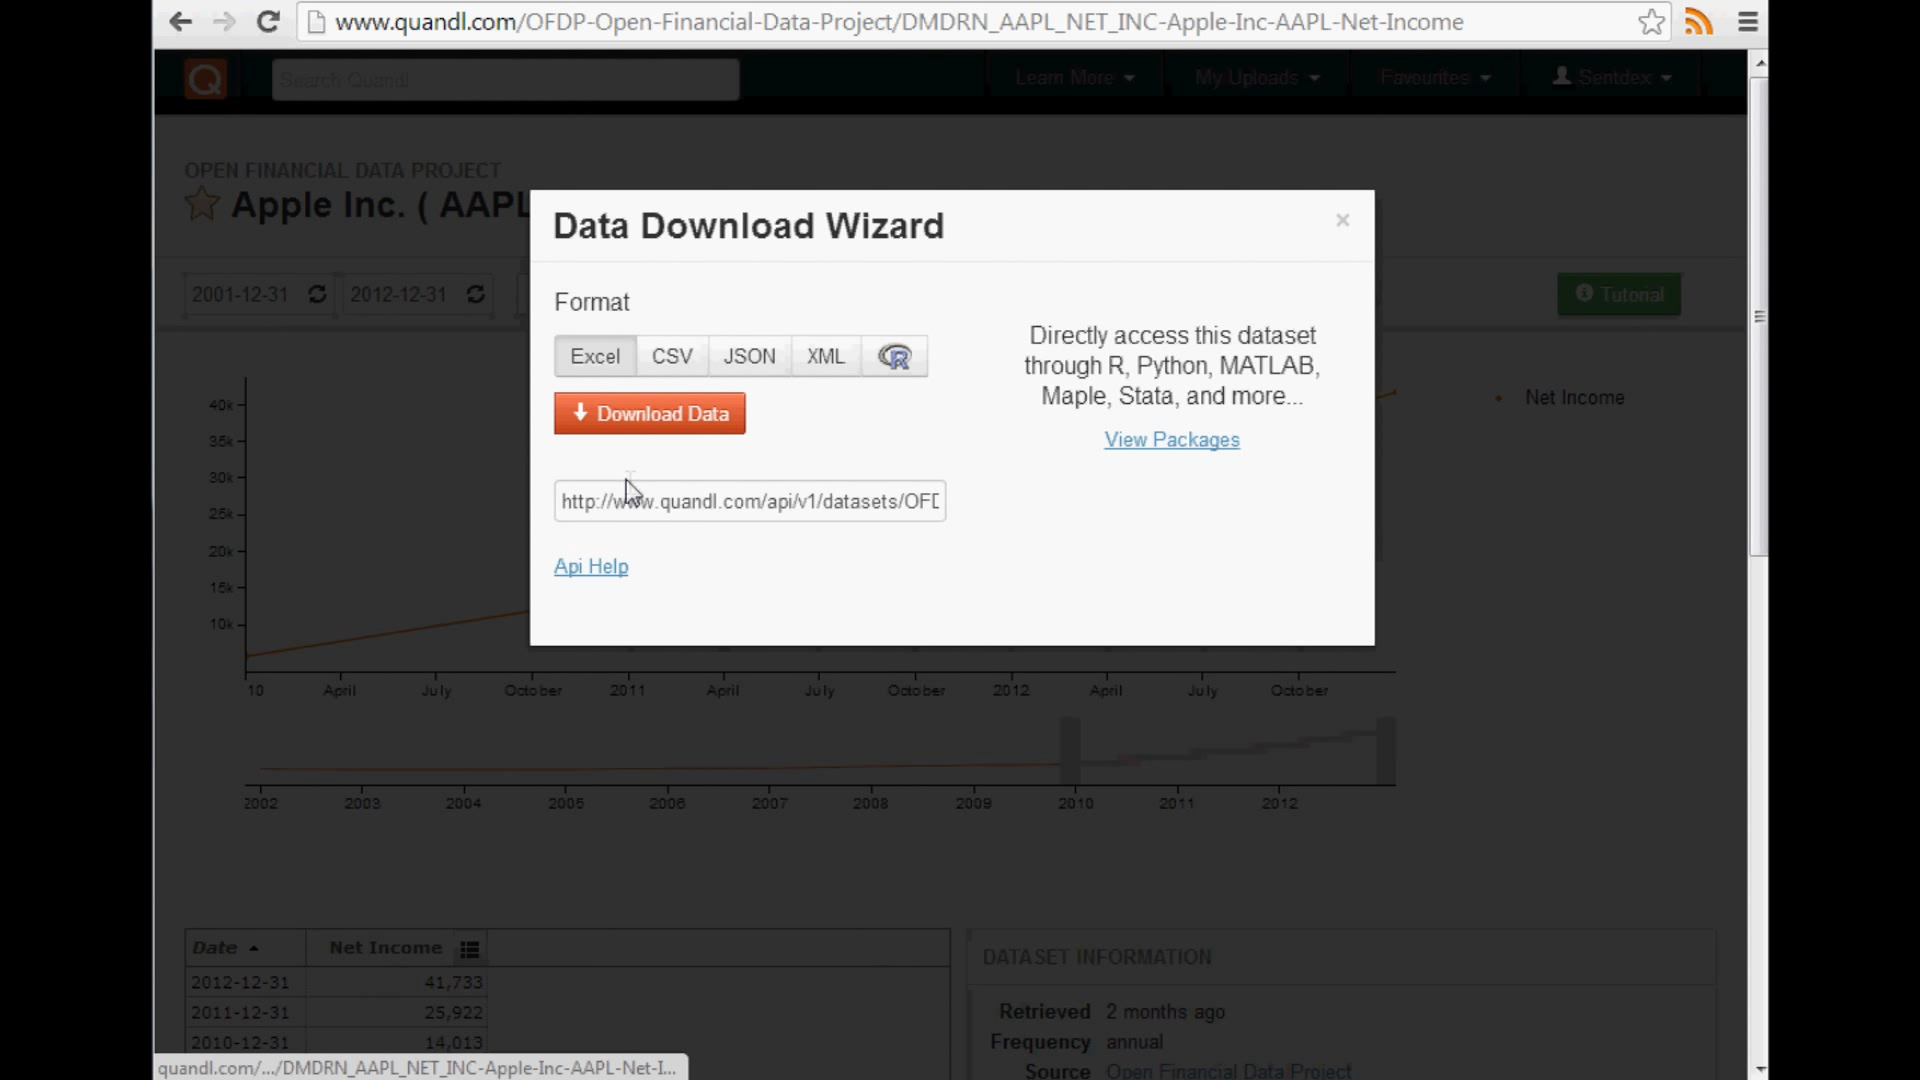 www.quandl.com/OFDP-Open-Financial-Data-Project/DMDRN_AAPL_NET_INC-Apple-Inc-AAPL-Net-Income
Q Search Quandl Learn More My Uploads Favourites Sentdex
OPEN FINANCIAL DATA PROJECT
Apple Inc. ( AAPL
Data Download Wizard ×
2001-12-31 2012-12-31
Tutorial
Format
Excel CSV JSON XML R
Download Data
Directly access this dataset
through R, Python, MATLAB,
Maple, Stata, and more...
View Packages
http://www.quandl.com/api/v1/datasets/OFD
Api Help
Net Income
40k
35k
30k
25k
20k
15k
10k
10 April July October 2011 April July October 2012 April July October
2002 2003 2004 2005 2006 2007 2008 2009 2010 2011 2012
Date Net Income
2012-12-31 41,733
2011-12-31 25,922
2010-12-31 14,013
DATASET INFORMATION
Retrieved 2 months ago
Frequency annual
Source Open Financial Data Project
quandl.com/.../DMDRN_AAPL_NET_INC-Apple-Inc-AAPL-Net-I...